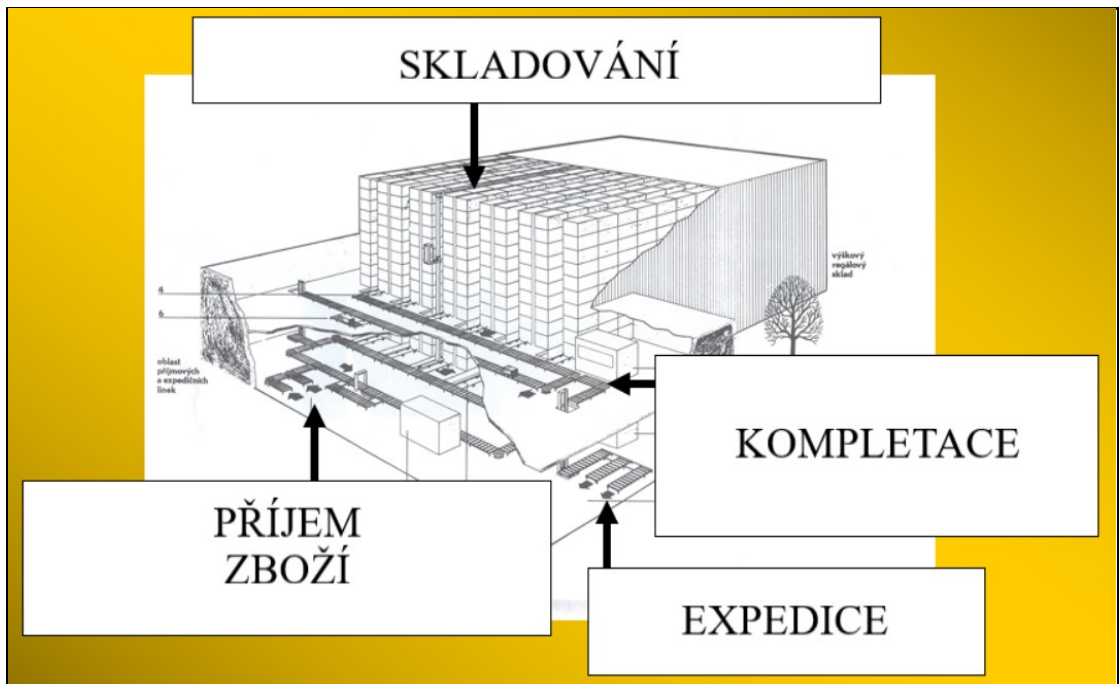 SKLADOVÁNÍ
výškový
regálový
sklad
4
6
oblast
příjmových
a expedičních
linek
KOMPLETACE
PŘÍJEM
ZBOŽÍ
EXPEDICE